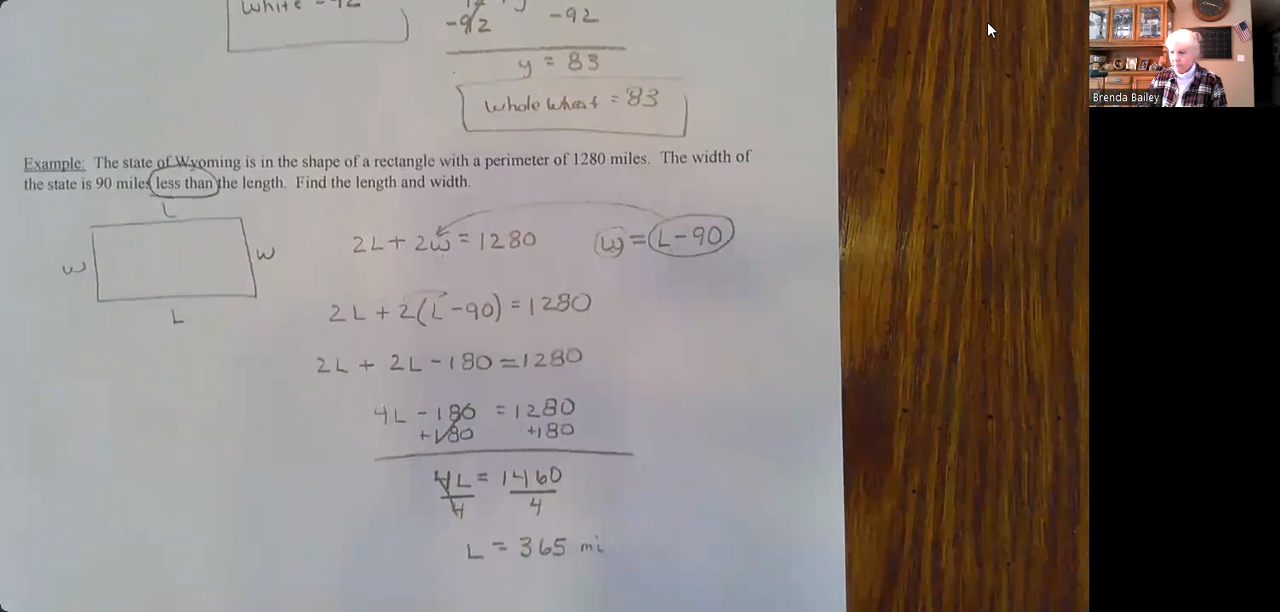 White = 92
-92 -92
y = 83
Whole Wheat = 83
Example: The state of Wyoming is in the shape of a rectangle with a perimeter of 1280 miles. The width of
the state is 90 miles less than the length. Find the length and width.
L
W
W
L
2L + 2W = 1280
W = L - 90
2L + 2(L - 90) = 1280
2L + 2L - 180 = 1280
4L - 180 = 1280
+180 +180
4L = 1460
4 4
L = 365 mi
Brenda Bailey